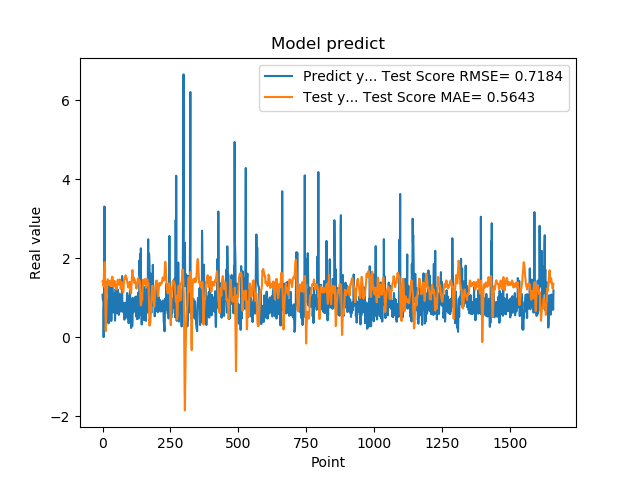 Model predict
Predict y... Test Score RMSE= 0.7184
Test y... Test Score MAE= 0.5643
Real value
6
4
2
0
−2
0 250 500 750 1000 1250 1500
Point